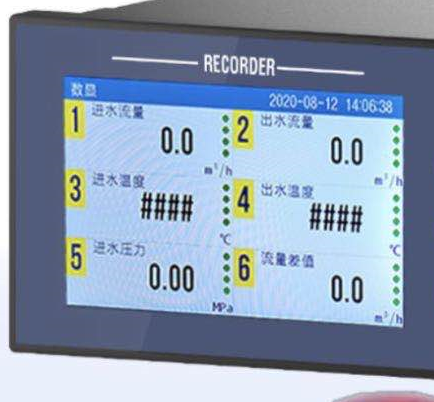 RECORDER
数显 2020-08-12 14:06:38
1 进水流量 0.0 m³/h
2 出水流量 0.0 m³/h
3 进水温度 #### ℃
4 出水温度 #### ℃
5 进水压力 0.00 MPa
6 流量差值 0.0 m³/h